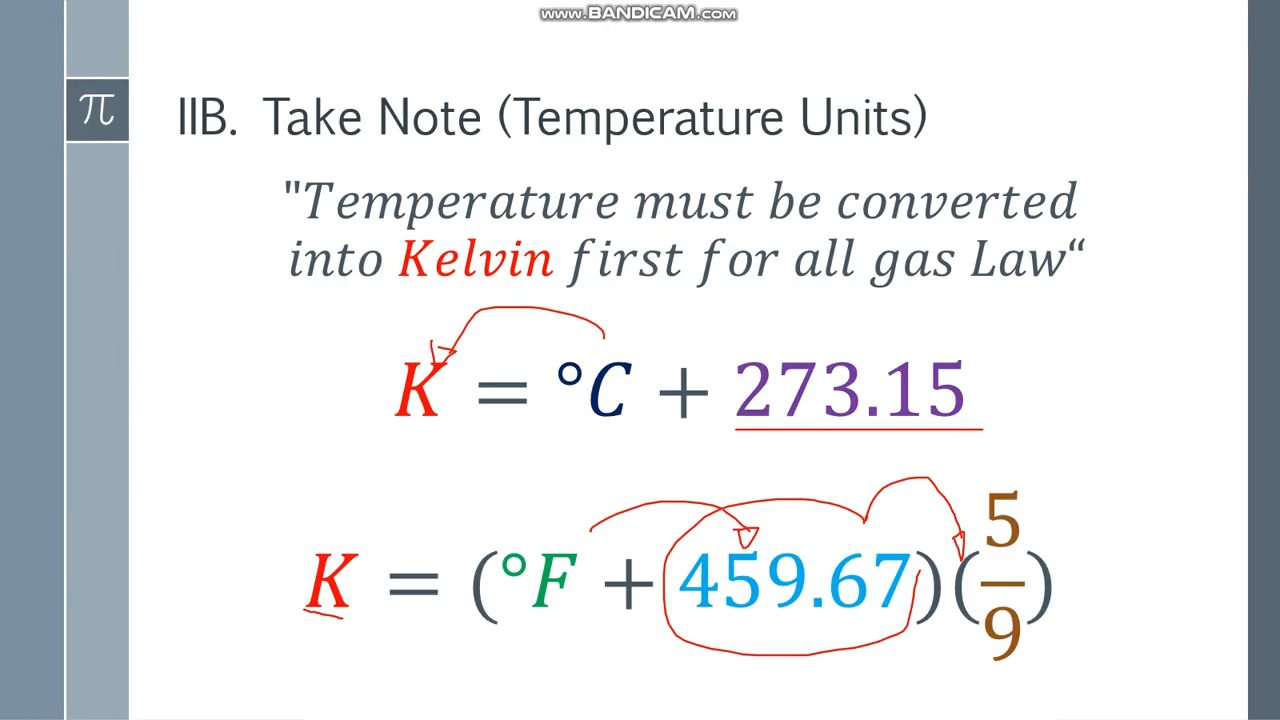 www.BANDICAM.com
π
IIB. Take Note (Temperature Units)
"Temperature must be converted
into Kelvin first for all gas Law“
K = °C + 273.15
K = (°F + 459.67)(5/9)